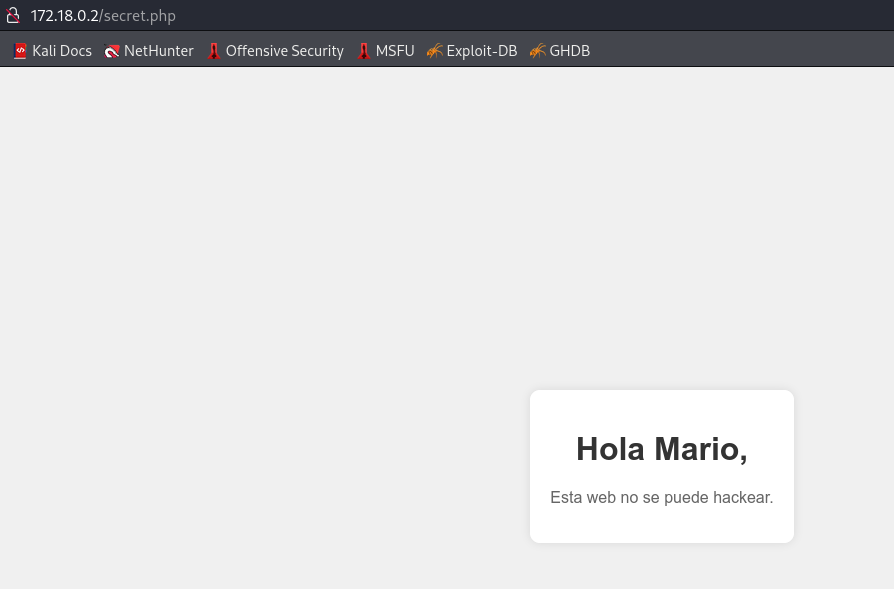 172.18.0.2/secret.php
Kali Docs NetHunter Offensive Security MSFU Exploit-DB GHDB
Hola Mario,
Esta web no se puede hackear.